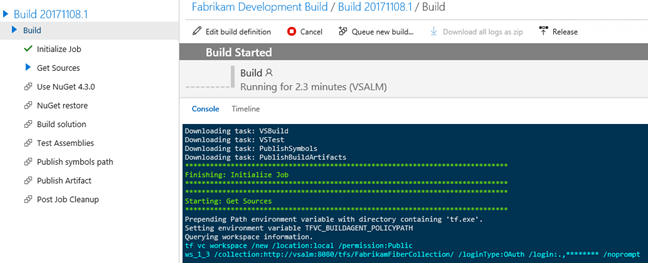 Build 20171108.1
Build
Initialize Job
Get Sources
Use NuGet 4.3.0
NuGet restore
Build solution
Test Assemblies
Publish symbols path
Publish Artifact
Post Job Cleanup
Fabrikam Development Build / Build 20171108.1 / Build
Edit build definition
Cancel
Queue new build...
Download all logs as zip
Release
Build Started
Build
Running for 2.3 minutes (VSALM)
Console Timeline
Downloading task: VSBuild
Downloading task: VSTest
Downloading task: PublishSymbols
Downloading task: PublishBuildArtifacts
******************************************************************************
Finishing: Initialize Job
******************************************************************************
******************************************************************************
Starting: Get Sources
******************************************************************************
Prepending Path environment variable with directory containing 'tf.exe'.
Setting environment variable TFVC_BUILDAGENT_POLICYPATH
Querying workspace information.
tf vc workspace /new /location:local /permission:Public
ws_1_3 /collection:http://vsalm:8080/tfs/FabrikamFiberCollection/ /loginType:OAuth /login:.,******** /noprompt